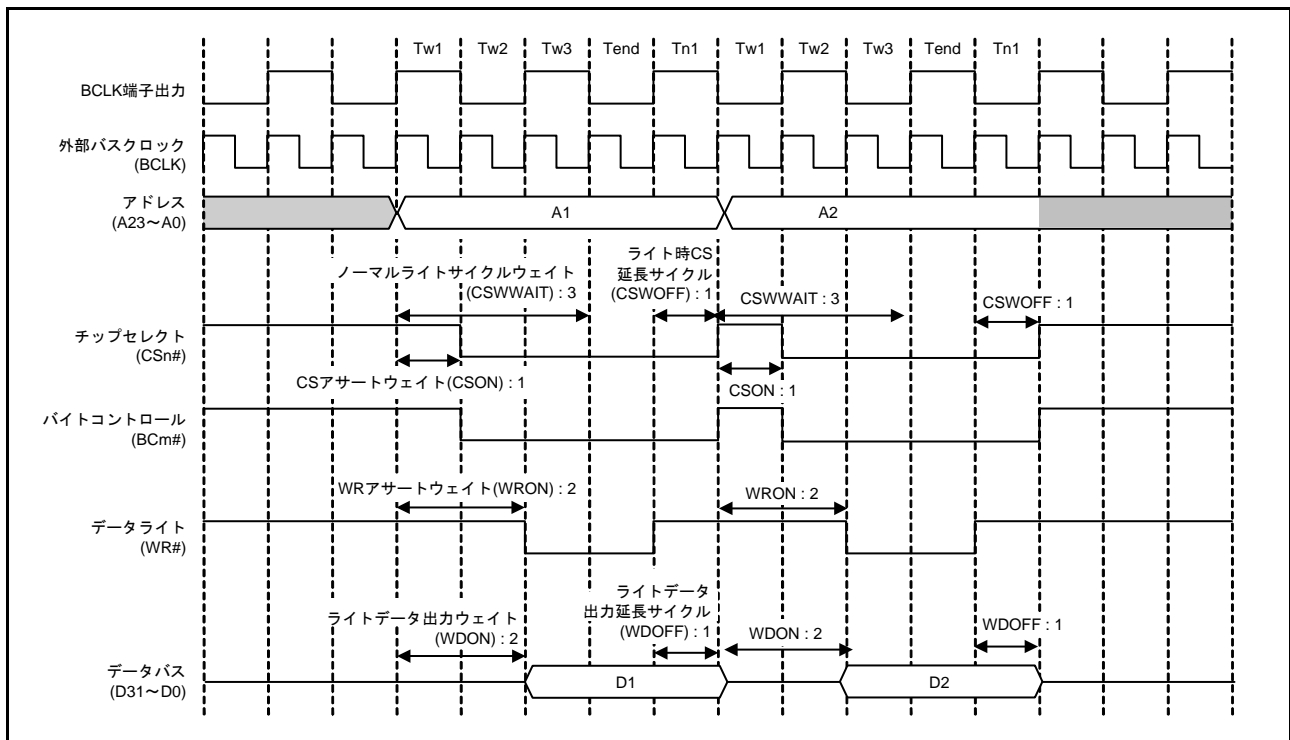 Tw1 Tw2 Tw3 Tend Tn1 Tw1 Tw2 Tw3 Tend Tn1
BCLK端子出力
外部バスクロック
(BCLK)
アドレス
(A23～A0)
A1
A2
ノーマルライトサイクルウェイト
(CSWWAIT) : 3
ライト時CS
延長サイクル
(CSWOFF) : 1
CSWWAIT : 3
CSWOFF : 1
チップセレクト
(CSn#)
CSアサートウェイト(CSON) : 1
CSON : 1
バイトコントロール
(BCm#)
WRアサートウェイト(WRON) : 2
WRON : 2
データライト
(WR#)
ライトデータ出力ウェイト
(WDON) : 2
ライトデータ
出力延長サイクル
(WDOFF) : 1
WDON : 2
WDOFF : 1
データバス
(D31～D0)
D1
D2